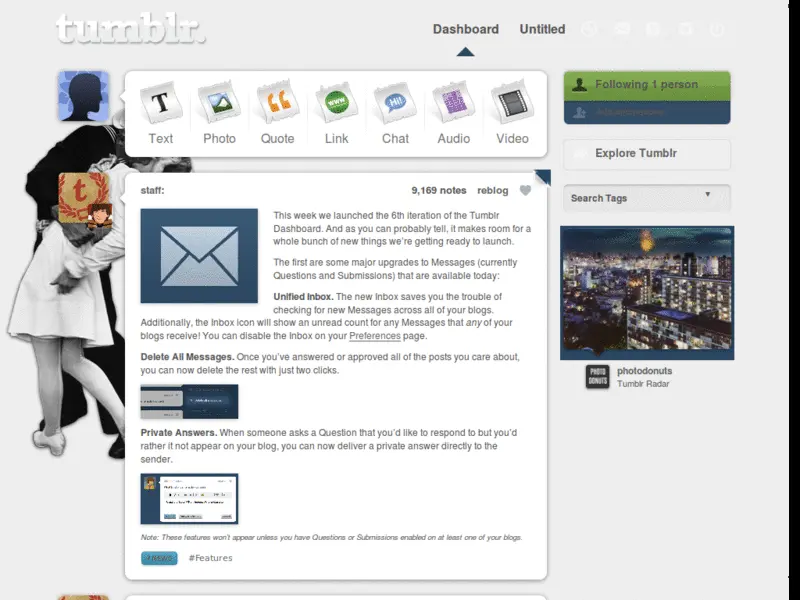 tumblr.
Dashboard Untitled
T
www
Hi!
Text Photo Quote Link Chat Audio Video
Following 1 person
Explore Tumblr
Search Tags
staff: 9,169 notes reblog
This week we launched the 6th iteration of the Tumblr
Dashboard. And as you can probably tell, it makes room for a
whole bunch of new things we're getting ready to launch.
The first are some major upgrades to Messages (currently
Questions and Submissions) that are available today:
Unified Inbox. The new Inbox saves you the trouble of
checking for new Messages across all of your blogs.
Additionally, the Inbox icon will show an unread count for any Messages that any of your
blogs receive! You can disable the Inbox on your Preferences page.
Delete All Messages. Once you've answered or approved all of the posts you care about,
you can now delete the rest with just two clicks.
Private Answers. When someone asks a Question that you'd like to respond to but you'd
rather it not appear on your blog, you can now deliver a private answer directly to the
sender.
Note: These features won't appear unless you have Questions or Submissions enabled on at least one of your blogs.
#Features
PHOTO
DONUTS
photodonuts
Tumblr Radar